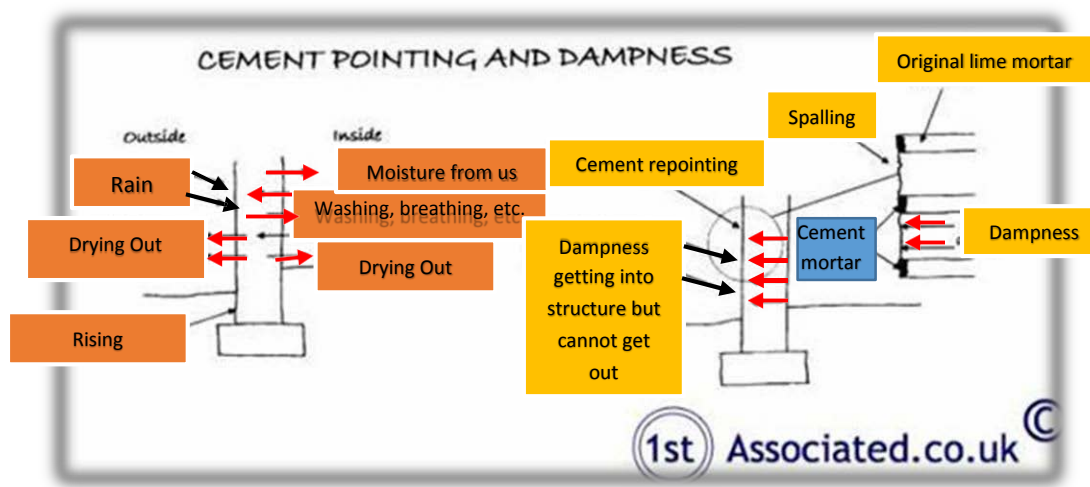 CEMENT POINTING AND DAMPNESS
Outside
Inside
Rain
Moisture from us
Washing, breathing, etc.
Drying Out
Drying Out
Rising
Original lime mortar
Spalling
Cement repointing
Cement
mortar
Dampness
Dampness
getting into
structure but
cannot get
out
1st Associated.co.uk ©